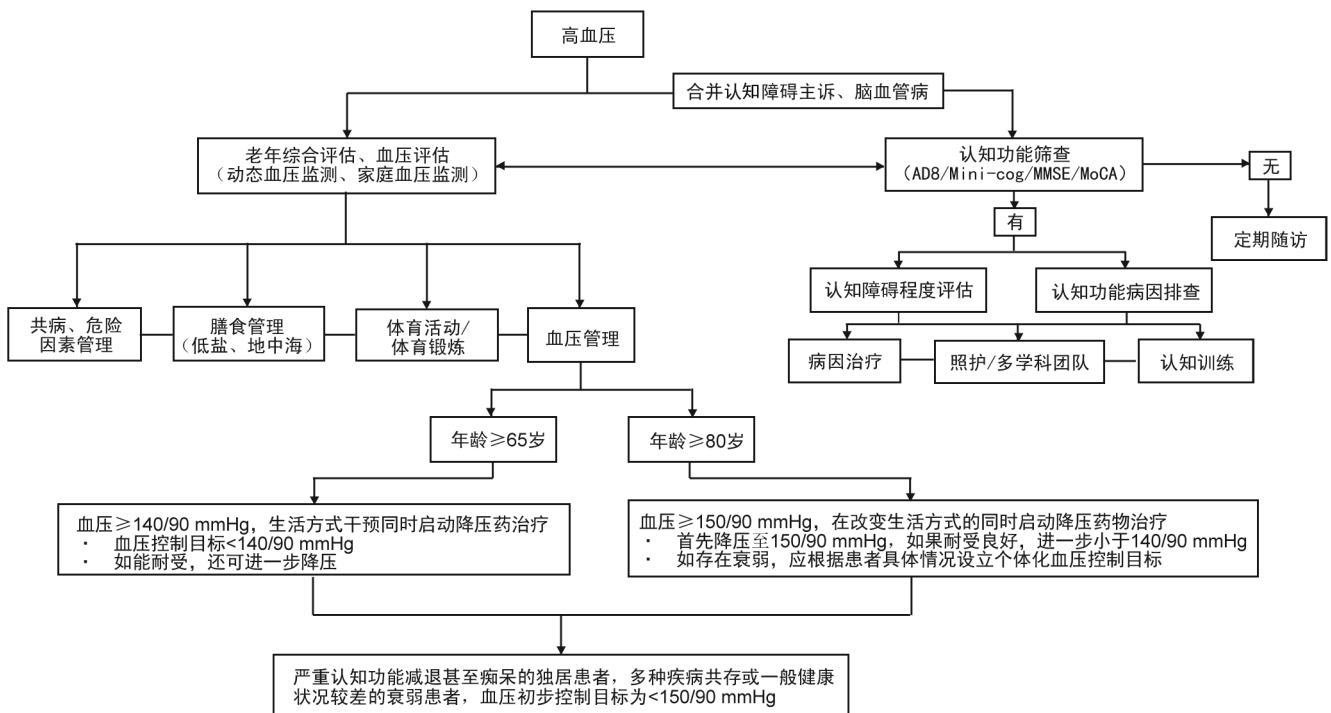 高血压
合并认知障碍主诉、脑血管病
老年综合评估、血压评估
（动态血压监测、家庭血压监测）
认知功能筛查
（AD8/Mini-cog/MMSE/MoCA）
无
有
定期随访
认知障碍程度评估
认知功能病因排查
共病、危险
因素管理
膳食管理
（低盐、地中海）
体育活动/
体育锻炼
血压管理
病因治疗
照护/多学科团队
认知训练
年龄≥65岁
年龄≥80岁
血压≥140/90 mmHg，生活方式干预同时启动降压药治疗
· 血压控制目标<140/90 mmHg
· 如能耐受，还可进一步降压
血压≥150/90 mmHg，在改变生活方式的同时启动降压药物治疗
· 首先降压至150/90 mmHg，如果耐受良好，进一步小于140/90 mmHg
· 如存在衰弱，应根据患者具体情况设立个体化血压控制目标
严重认知功能减退甚至痴呆的独居患者，多种疾病共存或一般健康
状况较差的衰弱患者，血压初步控制目标为<150/90 mmHg